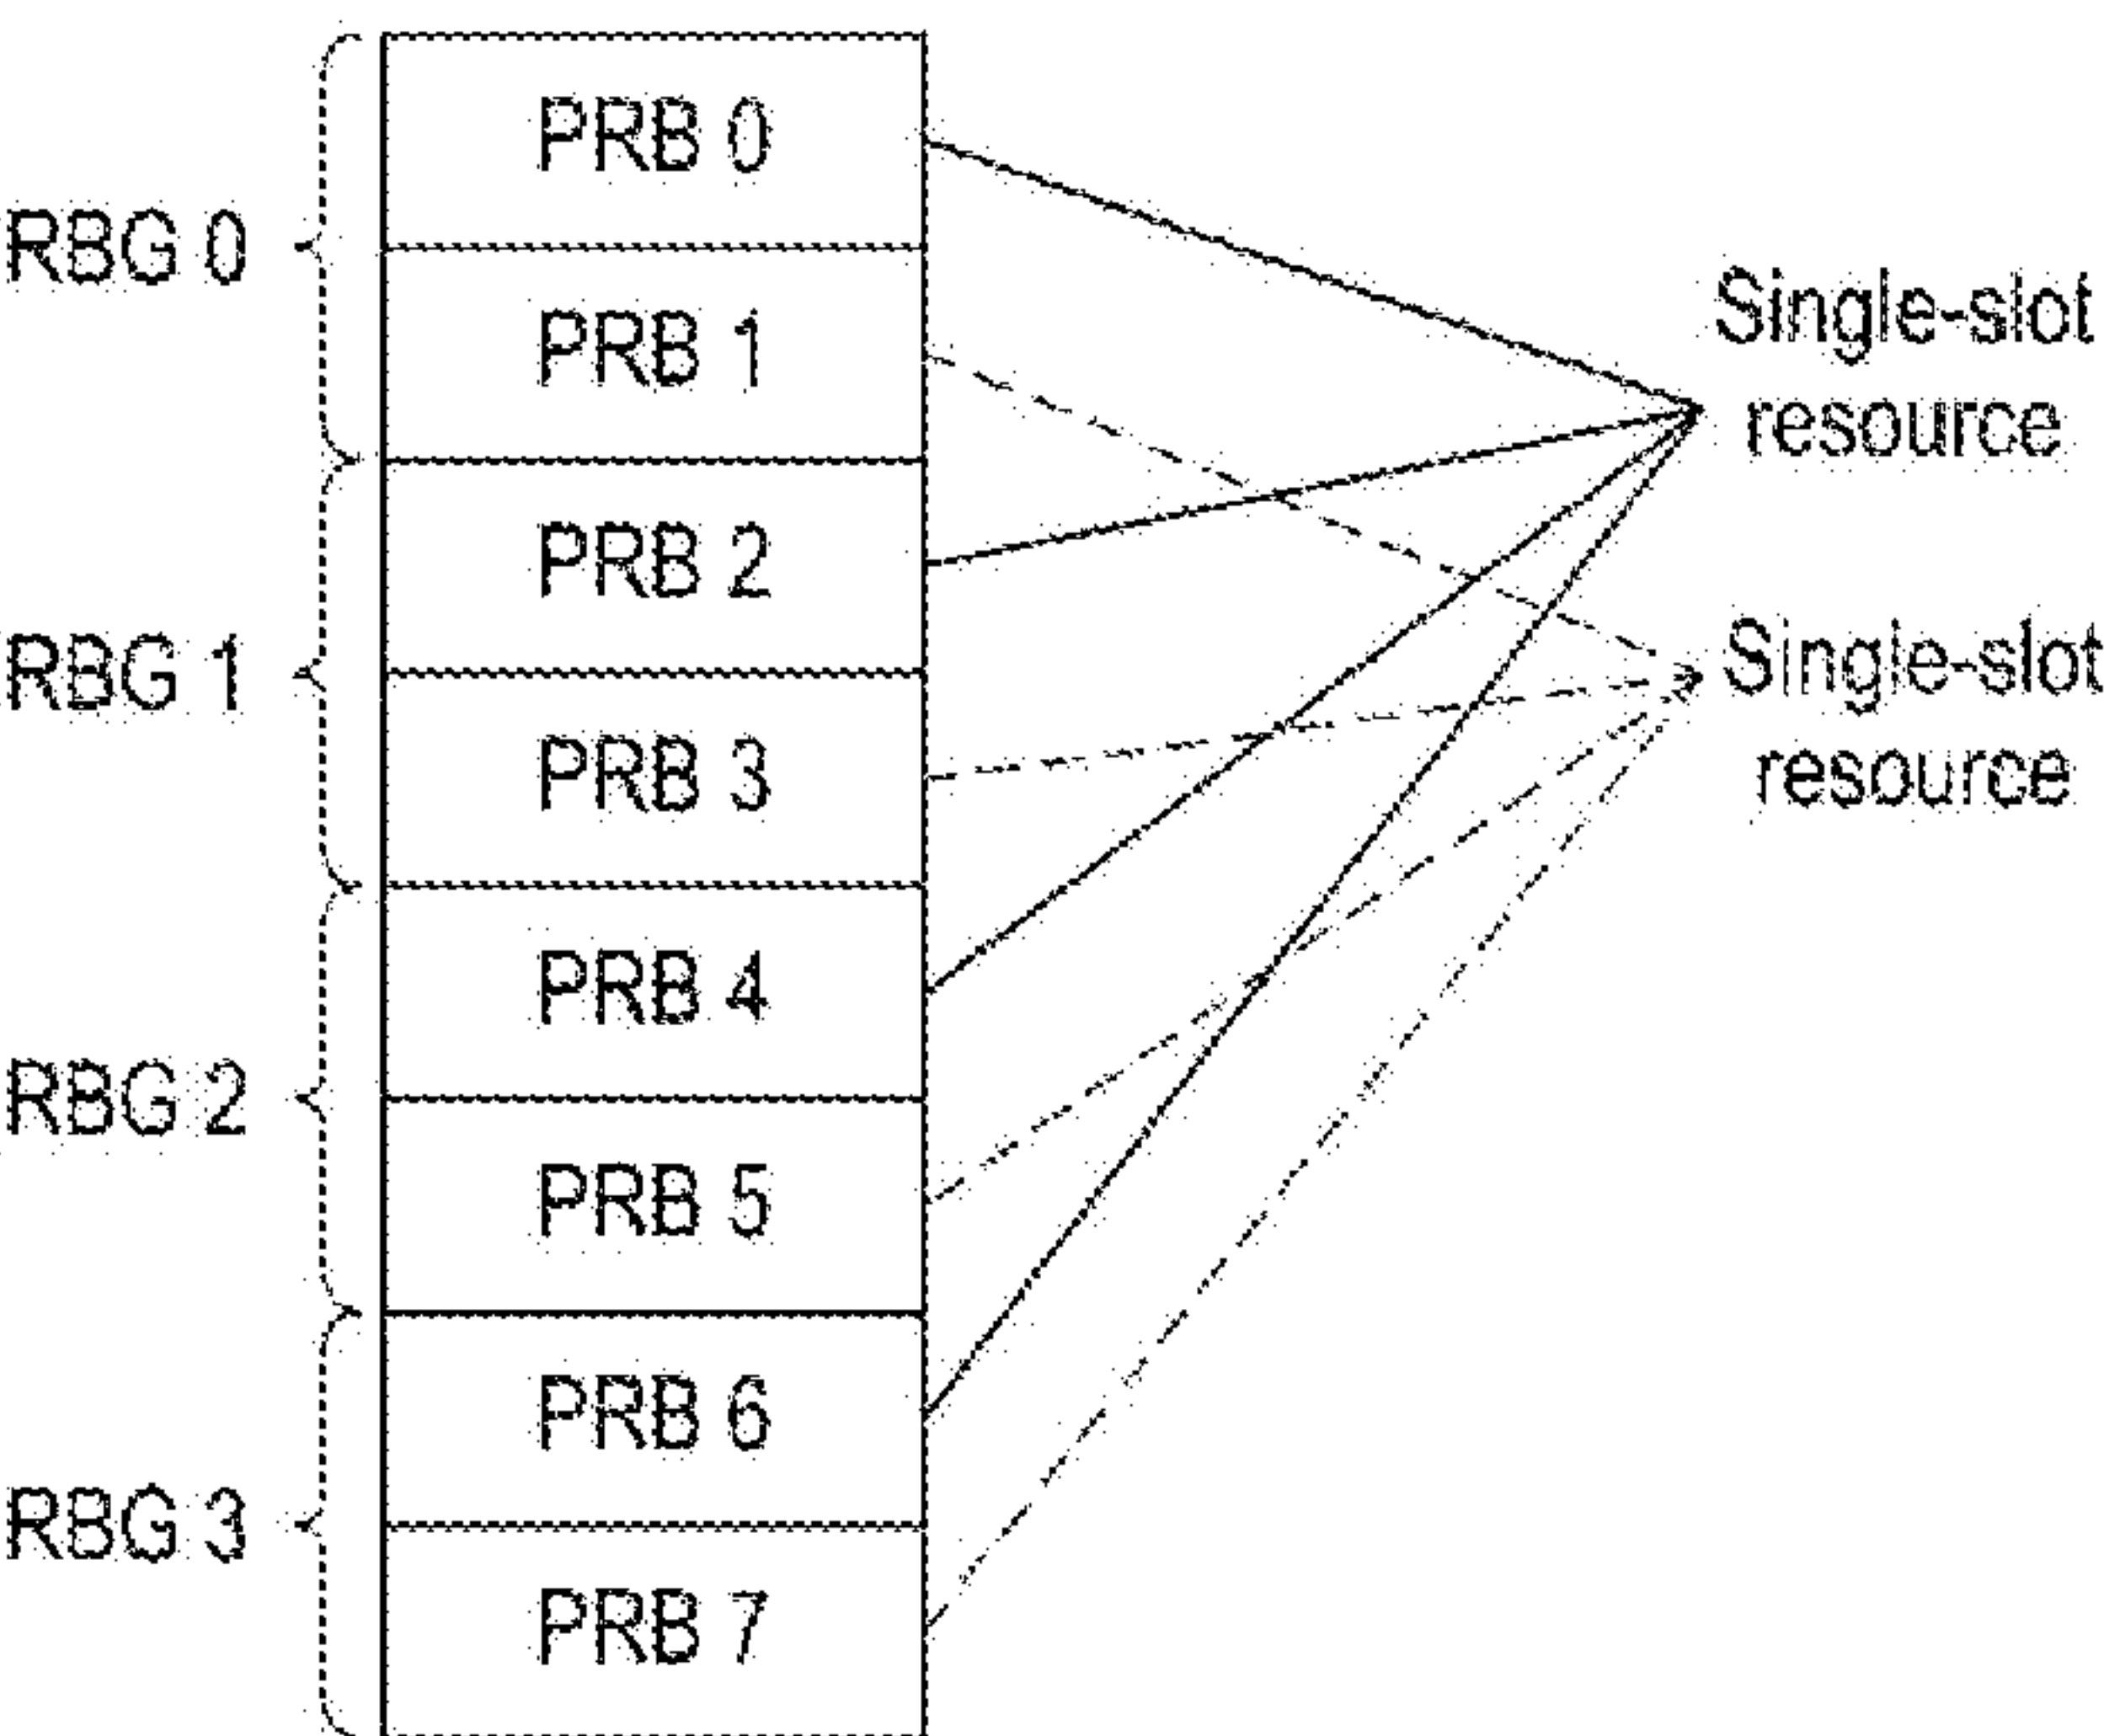 RBG 0
PRB 0
PRB 1
RBG 1
PRB 2
PRB 3
RBG 2
PRB 4
PRB 5
RBG 3
PRB 6
PRB 7
Single-slot
resource
Single-slot
resource